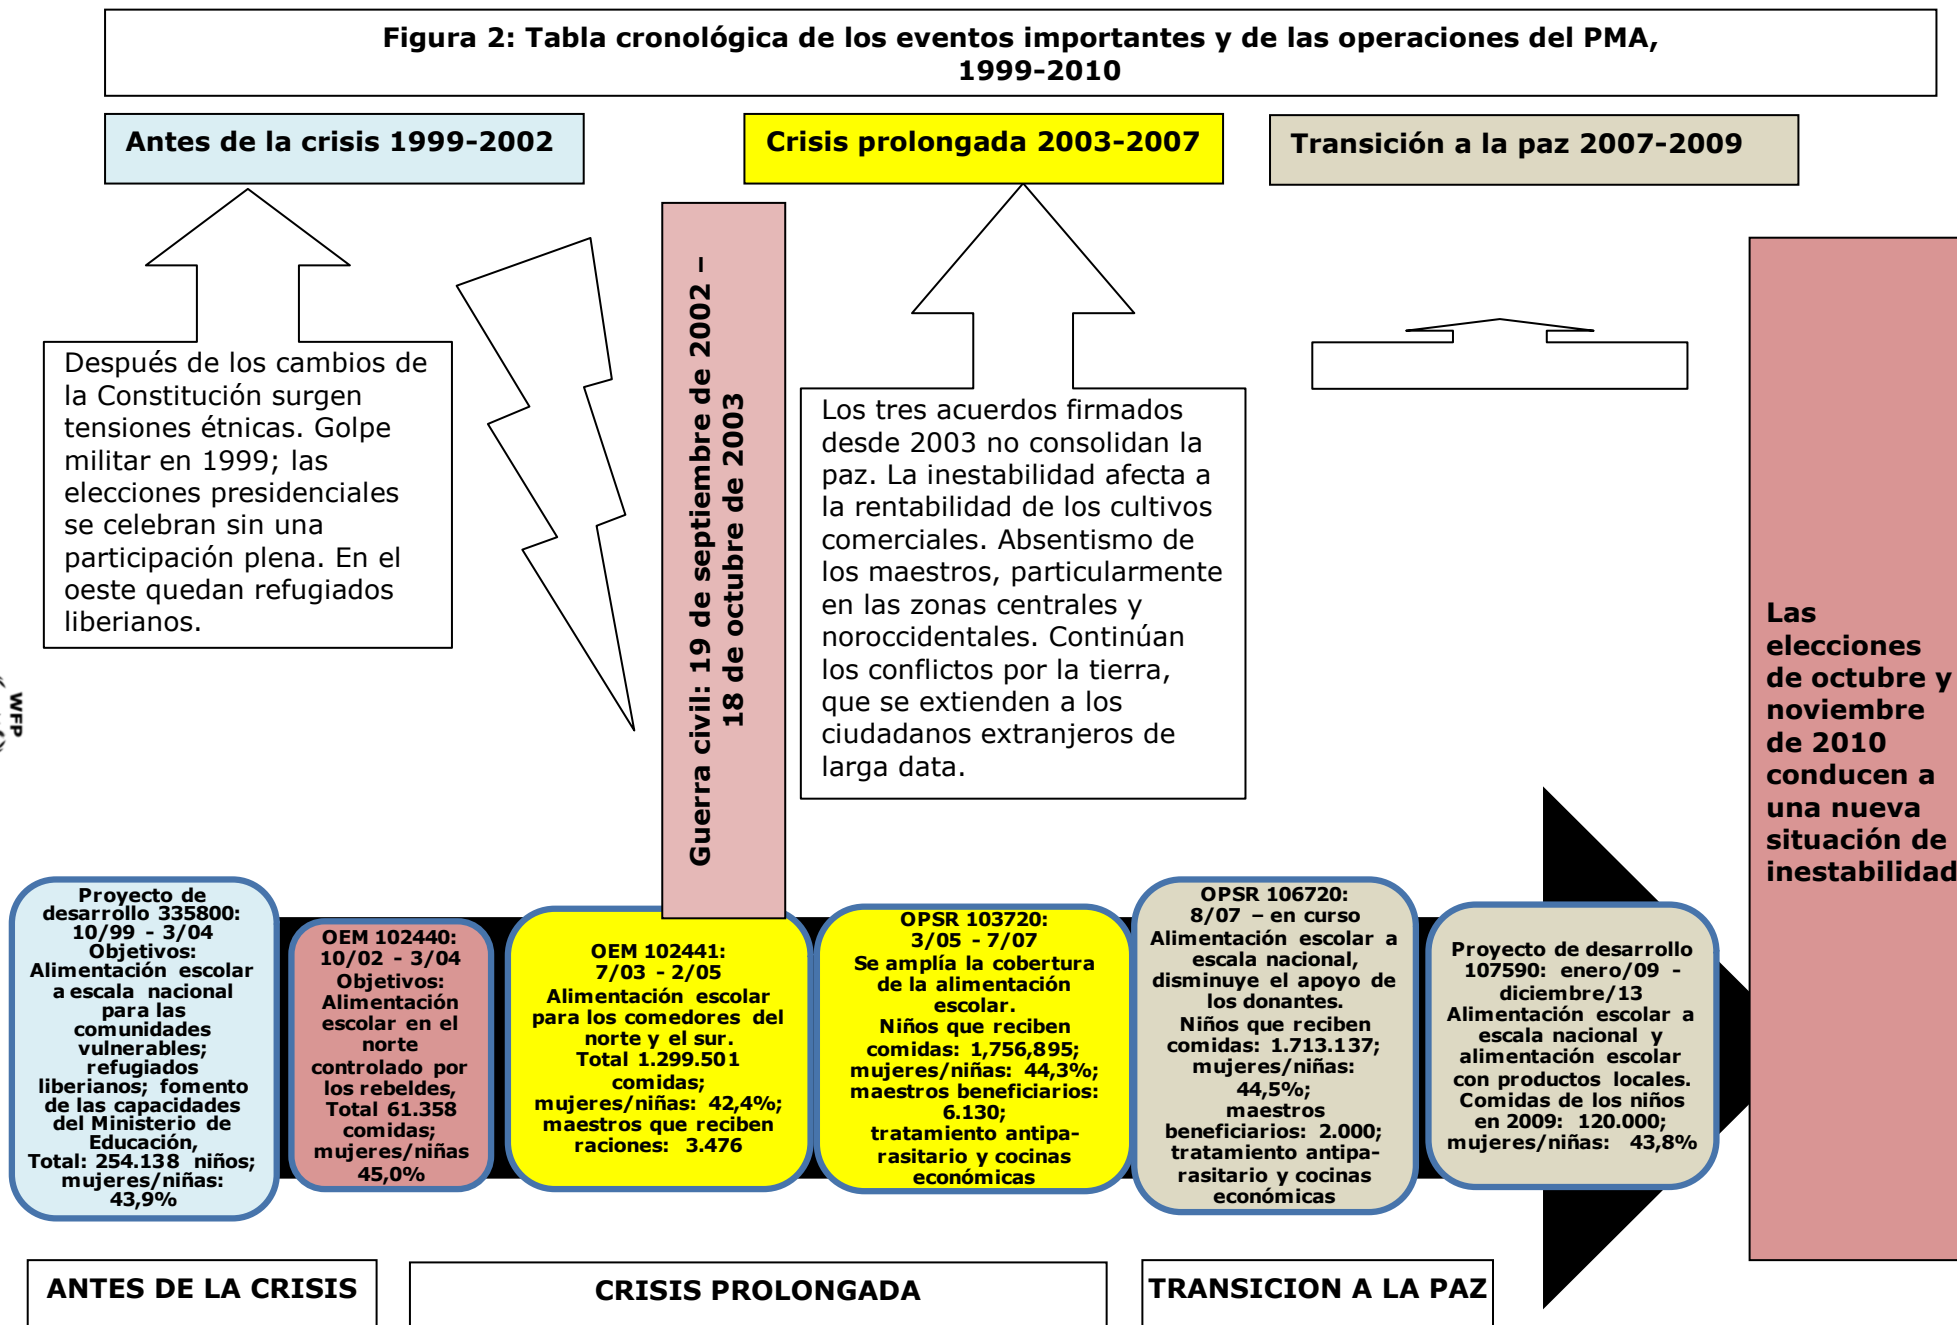 Figura 2: Tabla cronológica de los eventos importantes y de las operaciones del PMA,
1999-2010
Antes de la crisis 1999-2002
Crisis prolongada 2003-2007
Transición a la paz 2007-2009
Después de los cambios de
la Constitución surgen
tensiones étnicas. Golpe
militar en 1999; las
elecciones presidenciales
se celebran sin una
participación plena. En el
oeste quedan refugiados
liberianos.
Guerra civil: 19 de septiembre de 2002 –
18 de octubre de 2003
Los tres acuerdos firmados
desde 2003 no consolidan la
paz. La inestabilidad afecta a
la rentabilidad de los cultivos
comerciales. Absentismo de
los maestros, particularmente
en las zonas centrales y
noroccidentales. Continúan
los conflictos por la tierra,
que se extienden a los
ciudadanos extranjeros de
larga data.
Las
elecciones
de octubre y
noviembre
de 2010
conducen a
una nueva
situación de
inestabilidad
WFP
Proyecto de
desarrollo 335800:
10/99 - 3/04
Objetivos:
Alimentación escolar
a escala nacional
para las
comunidades
vulnerables;
refugiados
liberianos; fomento
de las capacidades
del Ministerio de
Educación,
Total: 254.138 niños;
mujeres/niñas:
43,9%
OEM 102440:
10/02 - 3/04
Objetivos:
Alimentación
escolar en el
norte
controlado por
los rebeldes,
Total 61.358
comidas;
mujeres/niñas
45,0%
OEM 102441:
7/03 - 2/05
Alimentación escolar
para los comedores del
norte y el sur.
Total 1.299.501
comidas;
mujeres/niñas: 42,4%;
maestros que reciben
raciones: 3.476
OPSR 103720:
3/05 - 7/07
Se amplía la cobertura
de la alimentación
escolar.
Niños que reciben
comidas: 1,756,895;
mujeres/niñas: 44,3%;
maestros beneficiarios:
6.130;
tratamiento antipa-
rasitario y cocinas
económicas
OPSR 106720:
8/07 – en curso
Alimentación escolar a
escala nacional,
disminuye el apoyo de
los donantes.
Niños que reciben
comidas: 1.713.137;
mujeres/niñas:
44,5%;
maestros
beneficiarios: 2.000;
tratamiento antipa-
rasitario y cocinas
económicas
Proyecto de desarrollo
107590: enero/09 -
diciembre/13
Alimentación escolar a
escala nacional y
alimentación escolar
con productos locales.
Comidas de los niños
en 2009: 120.000;
mujeres/niñas: 43,8%
ANTES DE LA CRISIS
CRISIS PROLONGADA
TRANSICION A LA PAZ